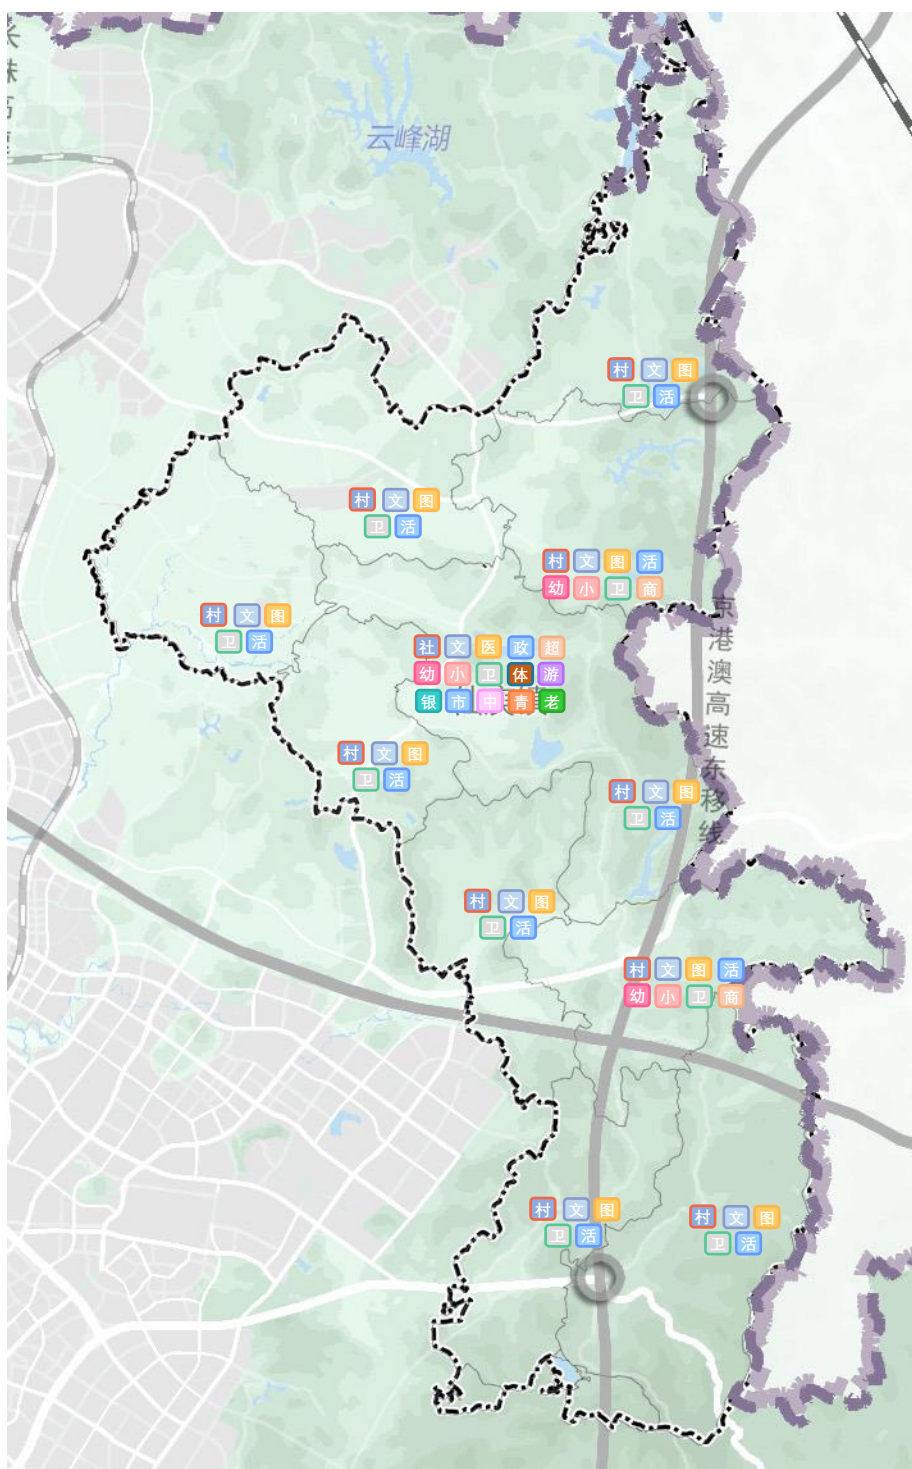 云峰湖
村 文 图
卫 活
村 文 图
卫 活
村 文 图 活
幼 小 卫 商
村 文 图
卫 活
社 文 医 政 超
幼 小 卫 体 游
银 市 中 青 老
京港澳高速东移线
村 文 图
卫 活
村 文 图
卫 活
村 文 图
卫 活
村 文 图 活
幼 小 卫 商
村 文 图
卫 活
村 文 图
卫 活